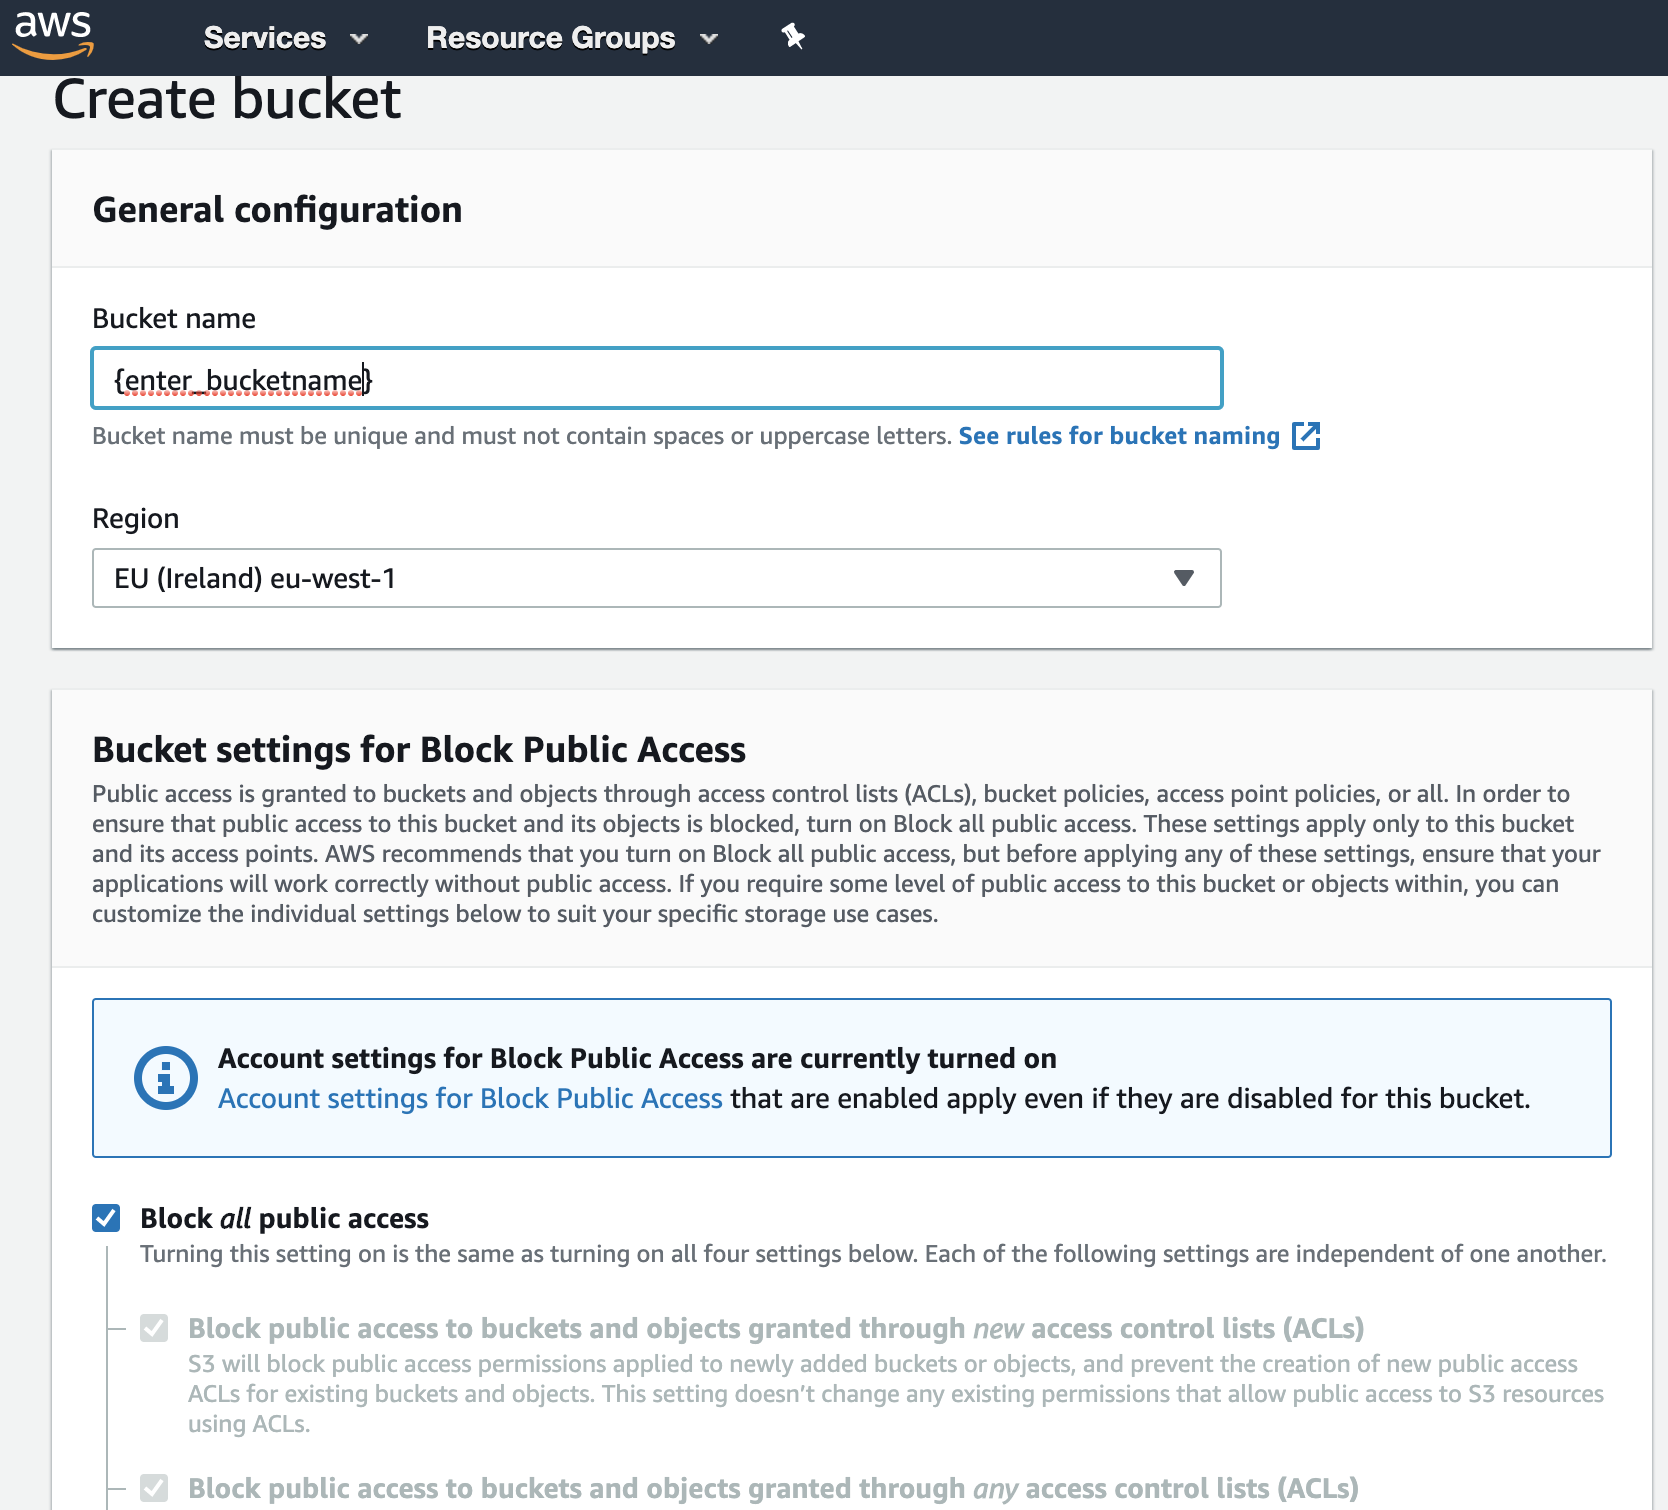 aws Services Resource Groups
Create bucket
General configuration
Bucket name
{enter_bucketname}
Bucket name must be unique and must not contain spaces or uppercase letters. See rules for bucket naming
Region
EU (Ireland) eu-west-1
Bucket settings for Block Public Access
Public access is granted to buckets and objects through access control lists (ACLs), bucket policies, access point policies, or all. In order to
ensure that public access to this bucket and its objects is blocked, turn on Block all public access. These settings apply only to this bucket
and its access points. AWS recommends that you turn on Block all public access, but before applying any of these settings, ensure that your
applications will work correctly without public access. If you require some level of public access to this bucket or objects within, you can
customize the individual settings below to suit your specific storage use cases.
Account settings for Block Public Access are currently turned on
Account settings for Block Public Access that are enabled apply even if they are disabled for this bucket.
Block all public access
Turning this setting on is the same as turning on all four settings below. Each of the following settings are independent of one another.
Block public access to buckets and objects granted through new access control lists (ACLs)
S3 will block public access permissions applied to newly added buckets or objects, and prevent the creation of new public access
ACLs for existing buckets and objects. This setting doesn’t change any existing permissions that allow public access to S3 resources
using ACLs.
Block public access to buckets and objects granted through any access control lists (ACLs)